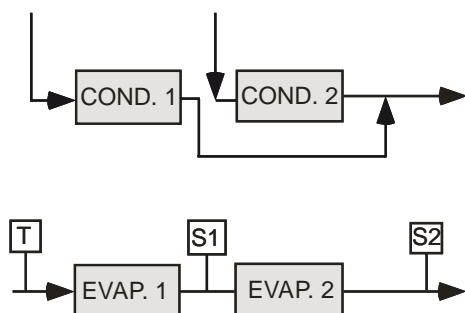 COND. 1
COND. 2
T
S1
S2
EVAP. 1
EVAP. 2